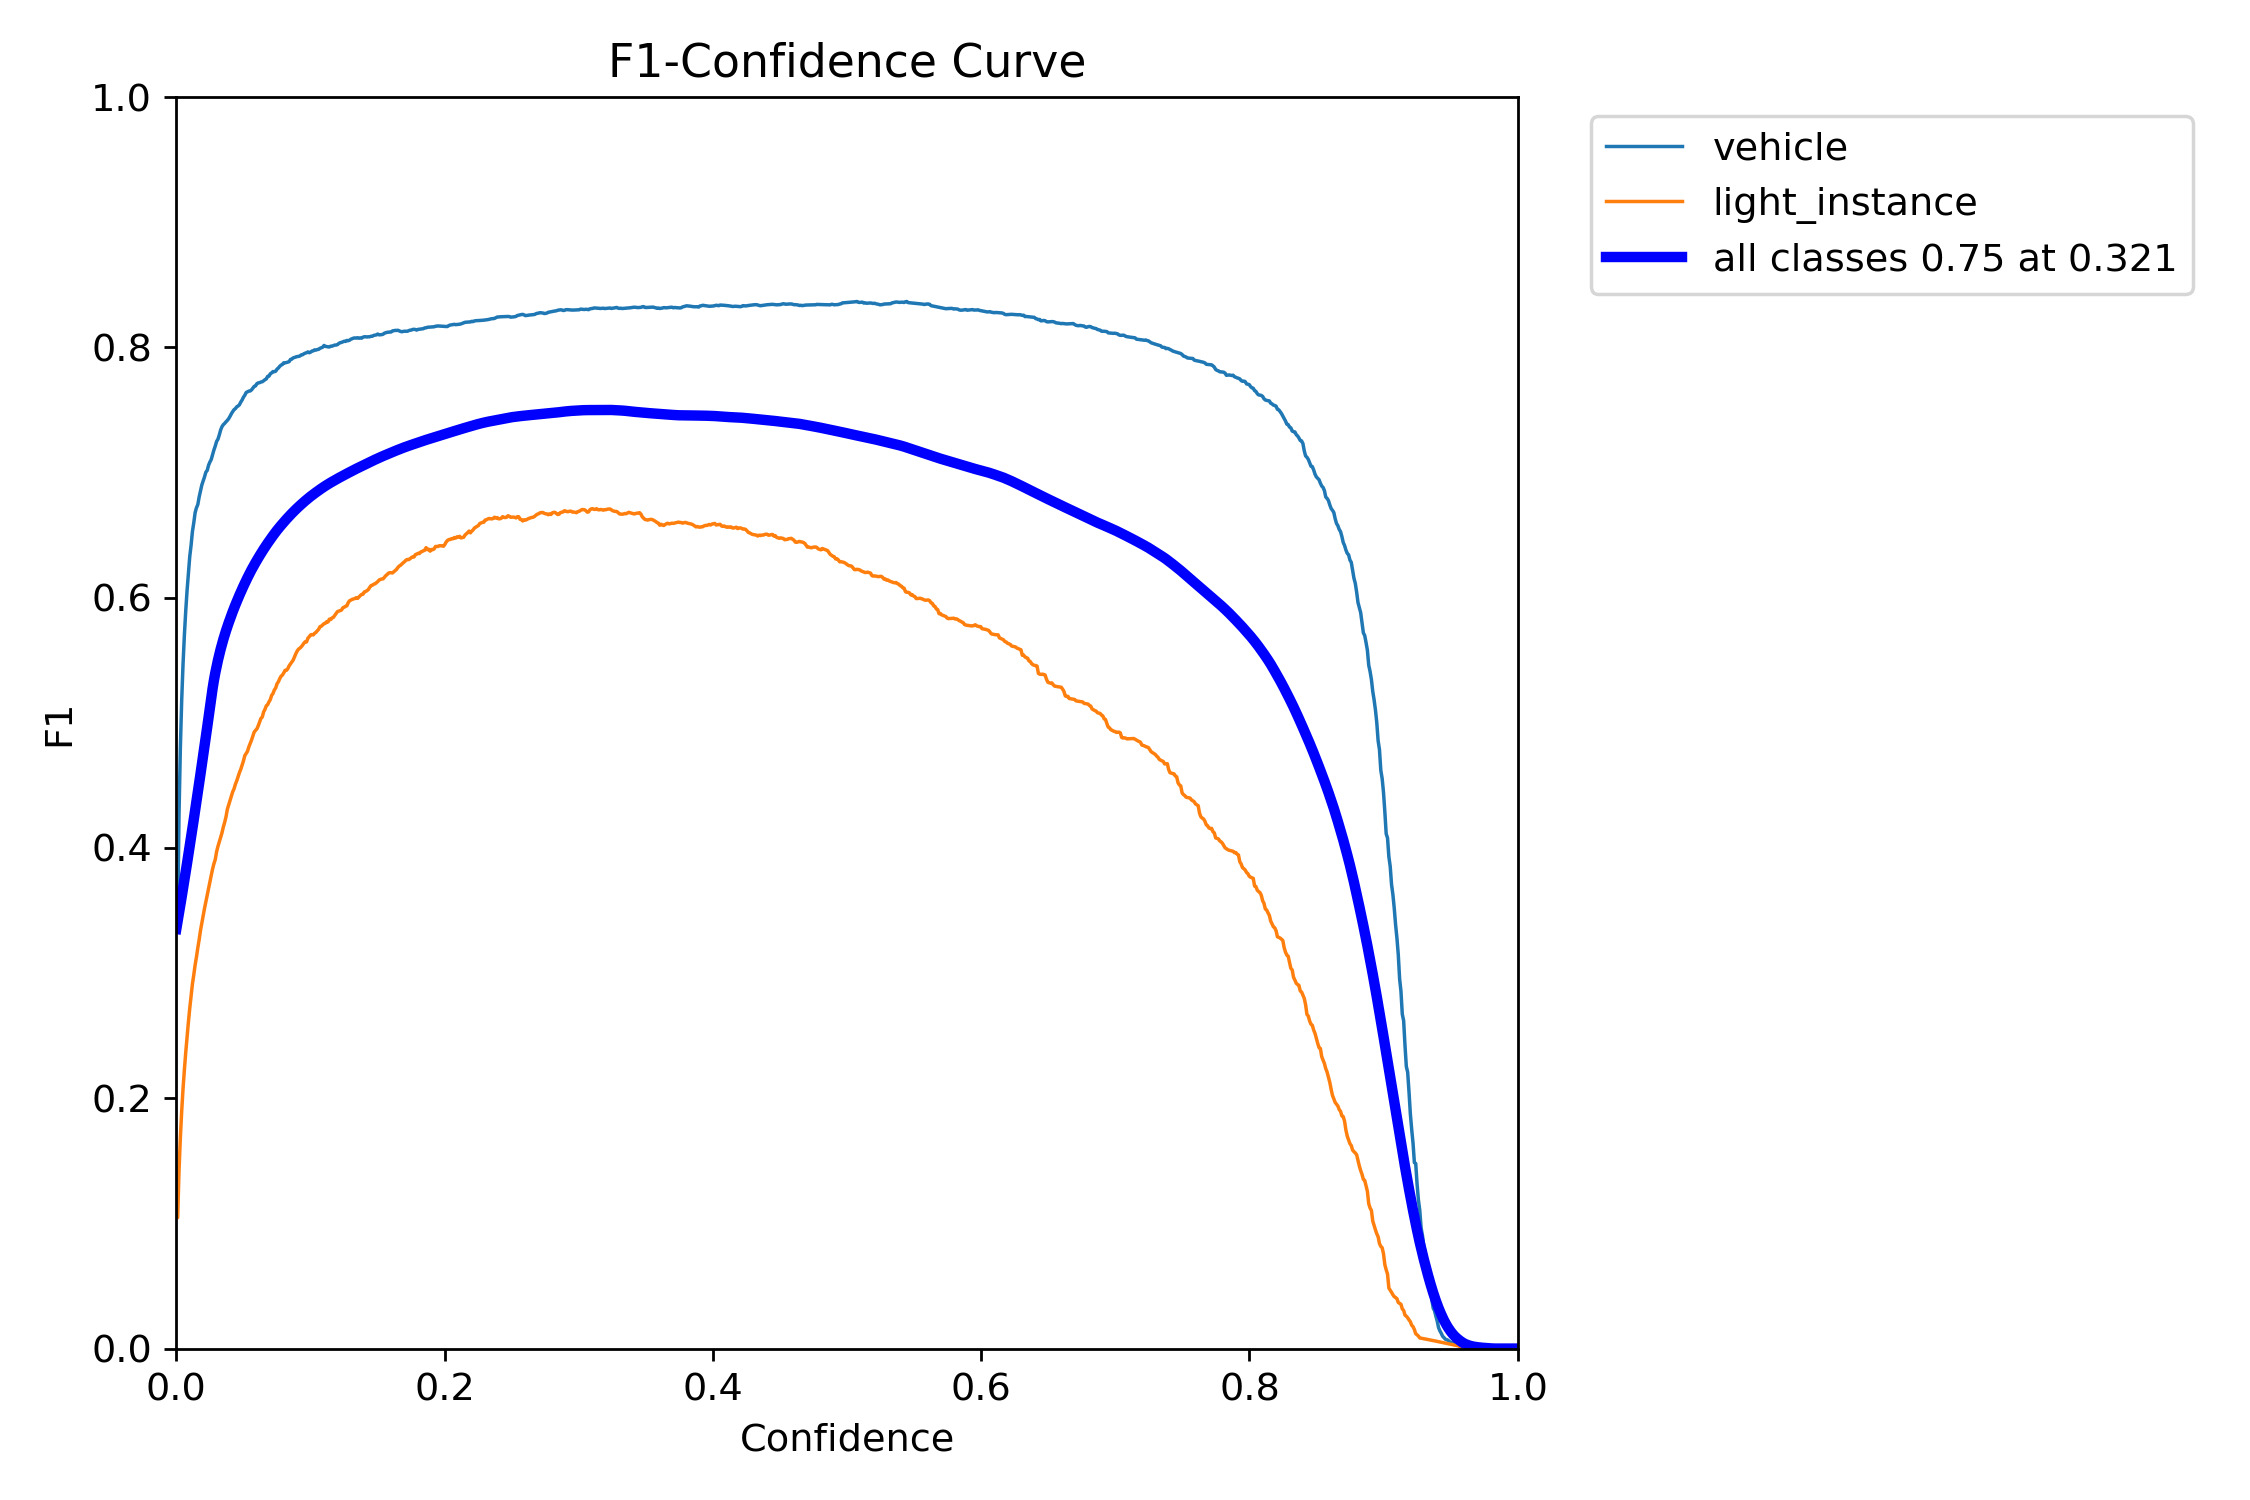 F1-Confidence Curve
1.0
0.8
0.6
0.4
0.2
0.0
F1
0.0 0.2 0.4 0.6 0.8 1.0
Confidence
vehicle
light_instance
all classes 0.75 at 0.321